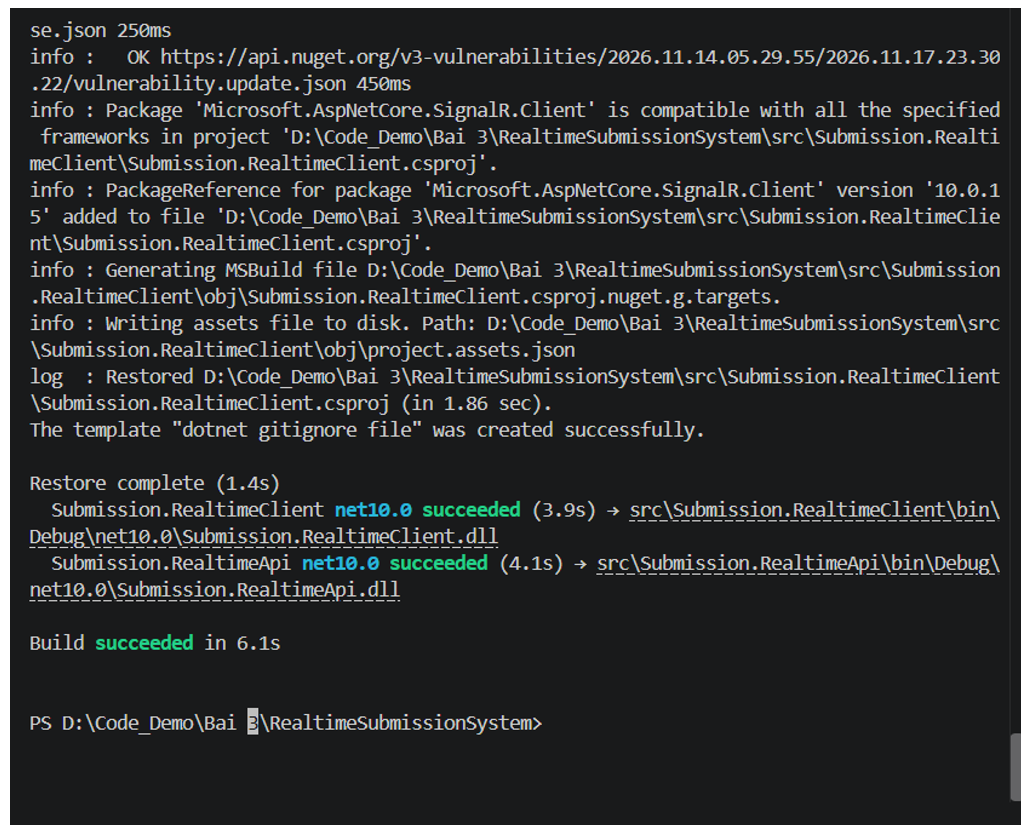 se.json 250ms
info :   OK https://api.nuget.org/v3-vulnerabilities/2026.11.14.05.29.55/2026.11.17.23.30
.22/vulnerability.update.json 450ms
info : Package 'Microsoft.AspNetCore.SignalR.Client' is compatible with all the specified
 frameworks in project 'D:\Code_Demo\Bai 3\RealtimeSubmissionSystem\src\Submission.Realti
meClient\Submission.RealtimeClient.csproj'.
info : PackageReference for package 'Microsoft.AspNetCore.SignalR.Client' version '10.0.1
5' added to file 'D:\Code_Demo\Bai 3\RealtimeSubmissionSystem\src\Submission.RealtimeClie
nt\Submission.RealtimeClient.csproj'.
info : Generating MSBuild file D:\Code_Demo\Bai 3\RealtimeSubmissionSystem\src\Submission
.RealtimeClient\obj\Submission.RealtimeClient.csproj.nuget.g.targets.
info : Writing assets file to disk. Path: D:\Code_Demo\Bai 3\RealtimeSubmissionSystem\src
\Submission.RealtimeClient\obj\project.assets.json
log  : Restored D:\Code_Demo\Bai 3\RealtimeSubmissionSystem\src\Submission.RealtimeClient
\Submission.RealtimeClient.csproj (in 1.86 sec).
The template "dotnet gitignore file" was created successfully.

Restore complete (1.4s)
  Submission.RealtimeClient net10.0 succeeded (3.9s) → src\Submission.RealtimeClient\bin\
Debug\net10.0\Submission.RealtimeClient.dll
  Submission.RealtimeApi net10.0 succeeded (4.1s) → src\Submission.RealtimeApi\bin\Debug\
net10.0\Submission.RealtimeApi.dll

Build succeeded in 6.1s

PS D:\Code_Demo\Bai 3\RealtimeSubmissionSystem>